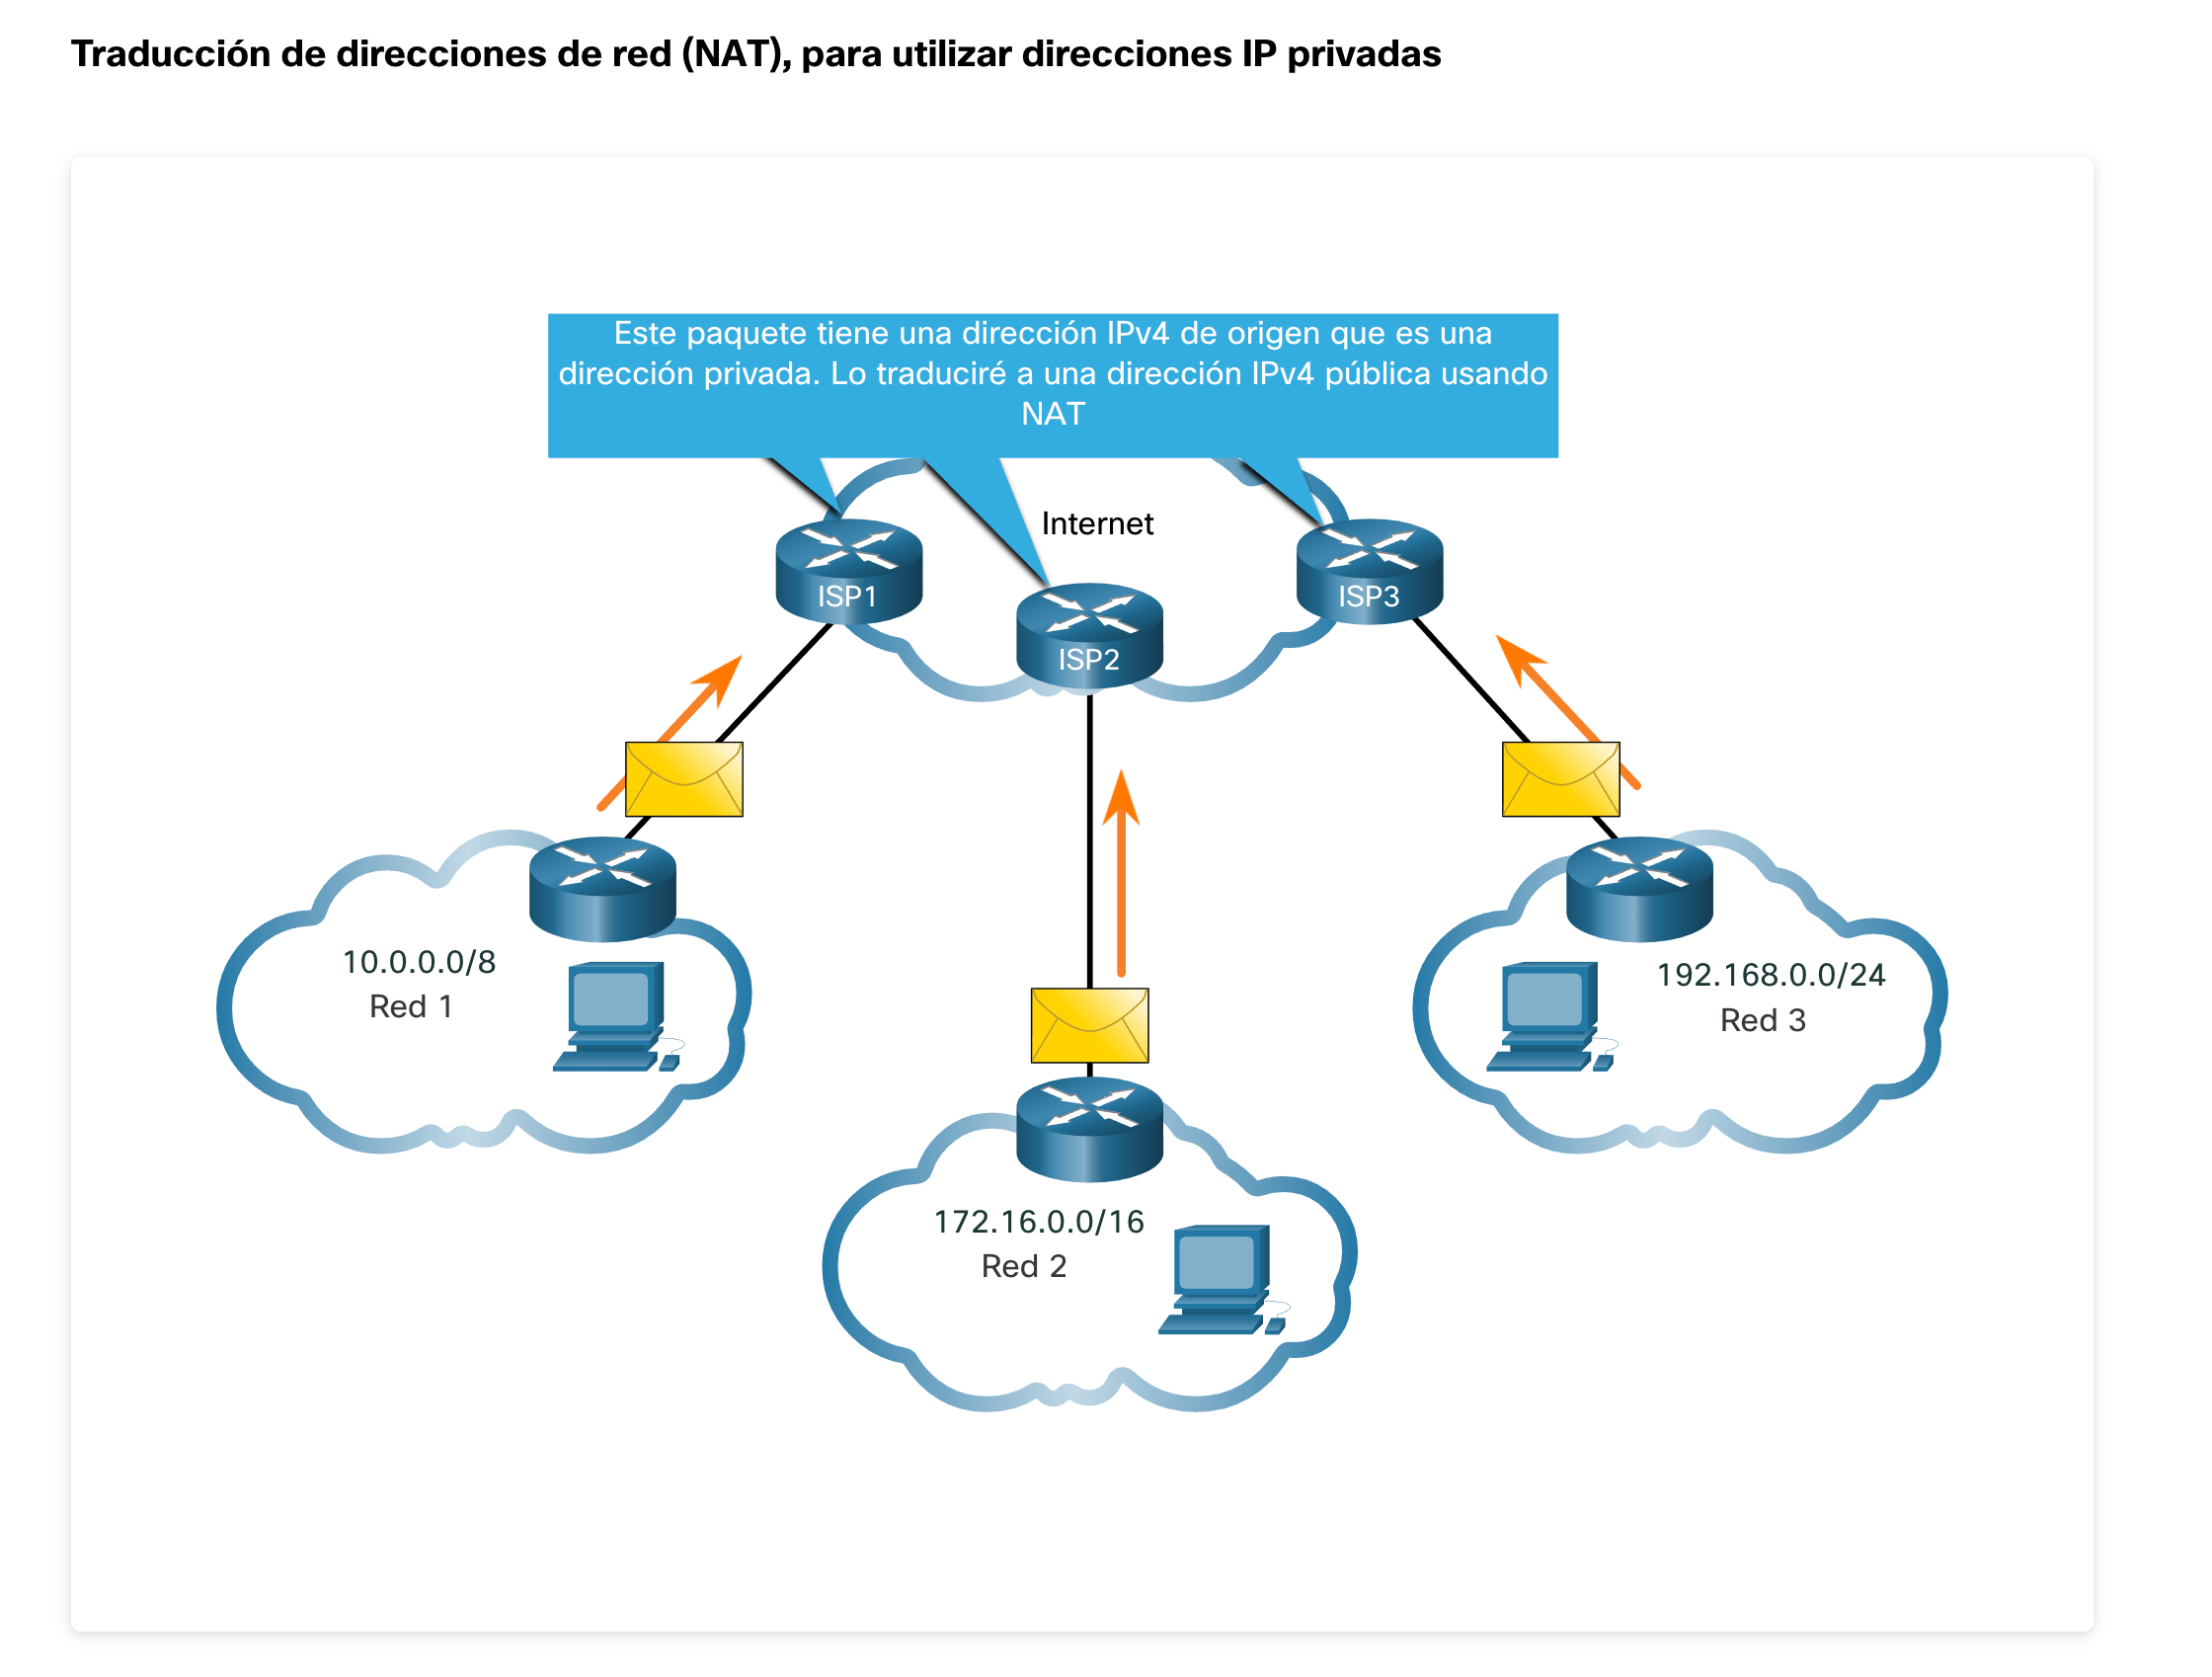 Traducción de direcciones de red (NAT), para utilizar direcciones IP privadas
Este paquete tiene una dirección IPv4 de origen que es una
dirección privada. Lo traduciré a una dirección IPv4 pública usando
NAT
Internet
ISP1
ISP3
ISP2
10.0.0.0/8
Red 1
192.168.0.0/24
Red 3
172.16.0.0/16
Red 2